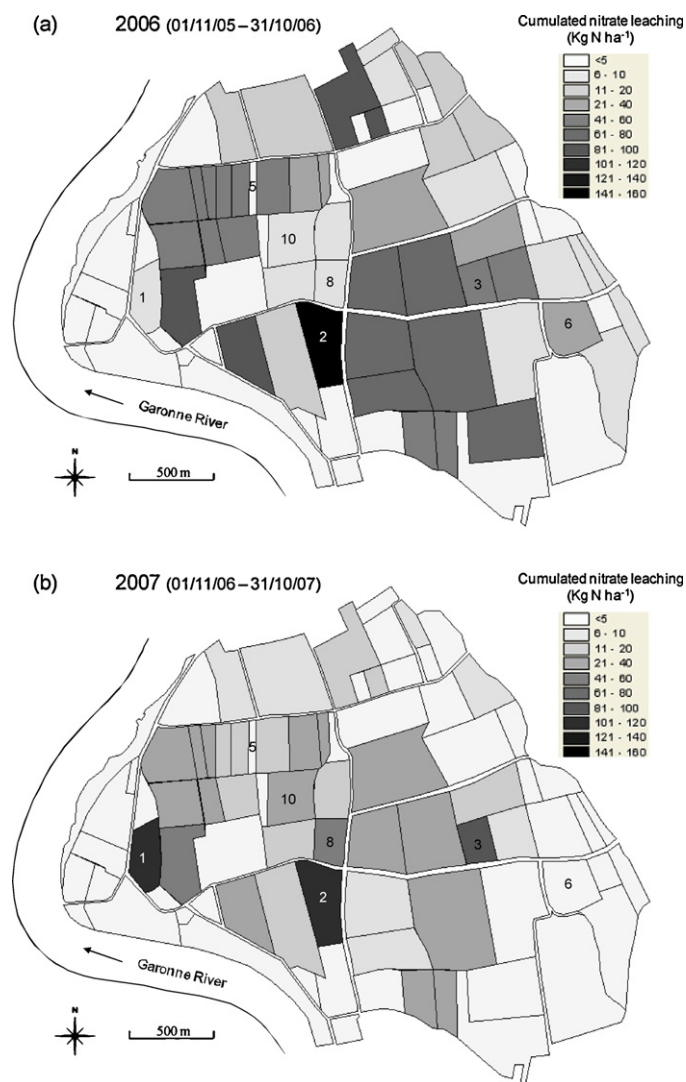 (a) 2006 (01/11/05 – 31/10/06)
Cumulated nitrate leaching
(Kg N ha-1)
<5
6 - 10
11 - 20
21 - 40
41 - 60
61 - 80
81 - 100
101 - 120
121 - 140
141 - 160
5
10
1
8
3
2
6
Garonne River
N
500 m
(b) 2007 (01/11/06 – 31/10/07)
Cumulated nitrate leaching
(Kg N ha-1)
<5
6 - 10
11 - 20
21 - 40
41 - 60
61 - 80
81 - 100
101 - 120
121 - 140
141 - 160
5
10
1
8
3
2
6
Garonne River
N
500 m